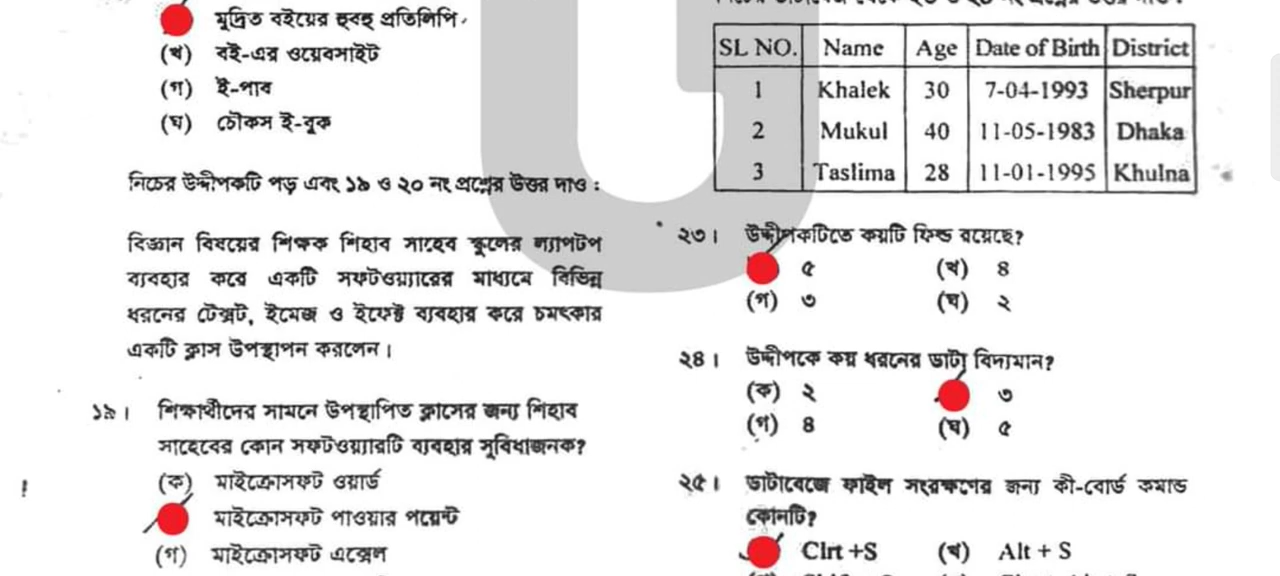 মুদ্রিত বইয়ের হুবহু প্রতিলিপি
(খ) বই-এর ওয়েবসাইট
(গ) ই-পাব
(ঘ) চৌকস ই-বুক
নিচের উদ্দীপকটি পড় এবং ১৯ ও ২০ নং প্রশ্নের উত্তর দাও :
বিজ্ঞান বিষয়ের শিক্ষক শিহাব সাহেব স্কুলের ল্যাপটপ
ব্যবহার করে একটি সফটওয়্যারের মাধ্যমে বিভিন্ন
ধরনের টেক্সট, ইমেজ ও ইফেক্ট ব্যবহার করে চমৎকার
একটি ক্লাস উপস্থাপন করলেন।
১৯। শিক্ষার্থীদের সামনে উপস্থাপিত ক্লাসের জন্য শিহাব
সাহেবের কোন সফটওয়্যারটি ব্যবহার সুবিধাজনক?
(ক) মাইক্রোসফট ওয়ার্ড
মাইক্রোসফট পাওয়ার পয়েন্ট
(গ) মাইক্রোসফট এক্সেল
SL NO. Name Age Date of Birth District
1 Khalek 30 7-04-1993 Sherpur
2 Mukul 40 11-05-1983 Dhaka
3 Taslima 28 11-01-1995 Khulna
২৩। উদ্দীপকটিতে কয়টি ফিল্ড রয়েছে?
৫ (খ) ৪
(গ) ৩ (ঘ) ২
২৪। উদ্দীপকে কয় ধরনের ডাটা বিদ্যমান?
(ক) ২ ৩
(গ) ৪ (ঘ) ৫
২৫। ডাটাবেজে ফাইল সংরক্ষণের জন্য কী-বোর্ড কমান্ড
কোনটি?
Clrt +S (খ) Alt + S